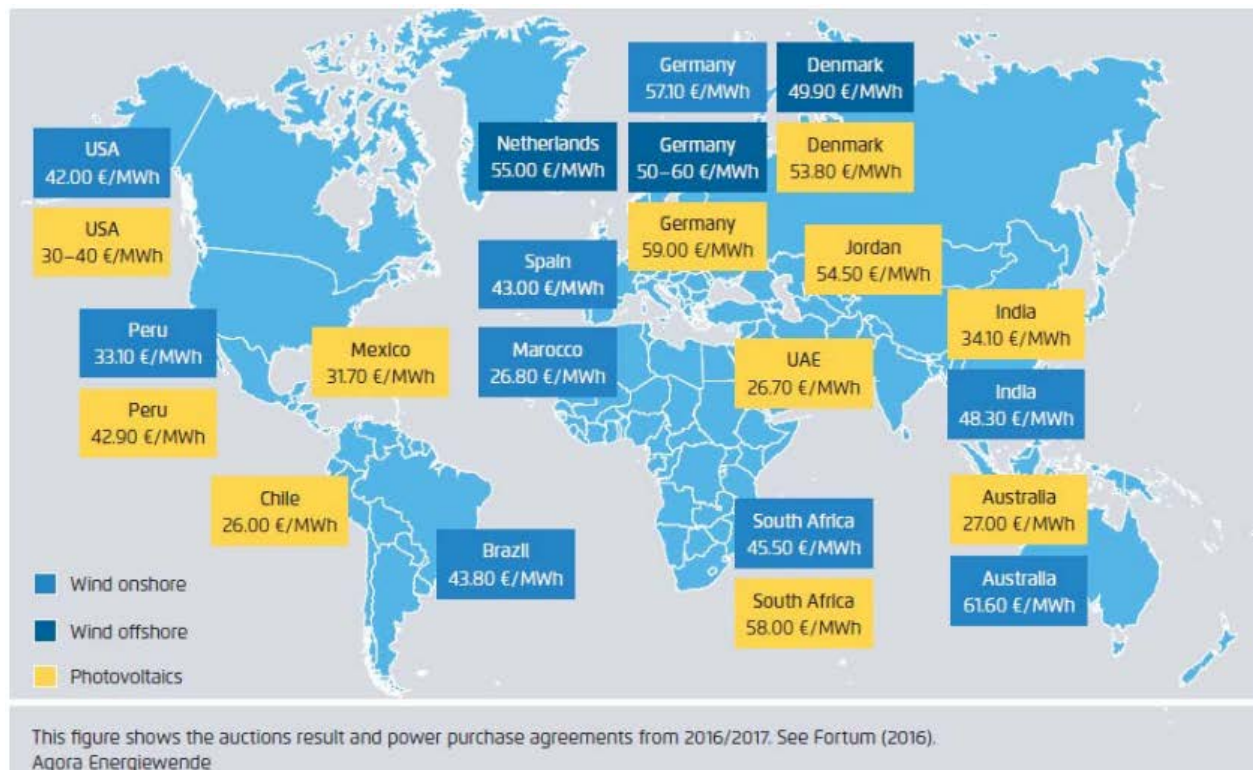 Germany
57.10 €/MWh
Denmark
49.90 €/MWh
USA
42.00 €/MWh
Netherlands
55.00 €/MWh
Germany
50–60 €/MWh
Denmark
53.80 €/MWh
USA
30–40 €/MWh
Germany
59.00 €/MWh
Spain
43.00 €/MWh
Jordan
54.50 €/MWh
Peru
33.10 €/MWh
Mexico
31.70 €/MWh
Marocco
26.80 €/MWh
UAE
26.70 €/MWh
India
34.10 €/MWh
Peru
42.90 €/MWh
India
48.30 €/MWh
Chile
26.00 €/MWh
Brazil
43.80 €/MWh
South Africa
45.50 €/MWh
Australia
27.00 €/MWh
South Africa
58.00 €/MWh
Australia
61.60 €/MWh
Wind onshore
Wind offshore
Photovoltaics
This figure shows the auctions result and power purchase agreements from 2016/2017. See Fortum (2016).
Agora Energiewende